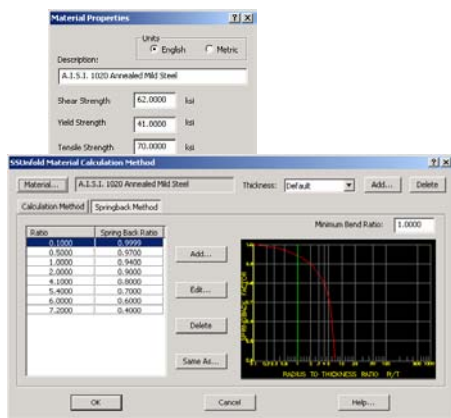 Material Properties
Units
English Metric
Description:
A.I.S.I. 1020 Annealed Mild Steel
Shear Strength 62.0000 ksi
Yield Strength 41.0000 ksi
Tensile Strength 70.0000 ksi
SSUnfold Material Calculation Method
Material... A.I.S.I. 1020 Annealed Mild Steel Thickness: Default Add... Delete
Calculation Method Springback Method
Minimum Bend Ratio: 1.0000
Ratio Spring Back Ratio
0.1000 0.9999
0.5000 0.9700
1.0000 0.9400
2.0000 0.9000
4.1000 0.8000
5.4000 0.7000
6.0000 0.6000
7.2000 0.4000
Add...
Edit...
Delete
Same As...
SPRINGBACK FACTOR
RADIUS TO THICKNESS RATIO R/T
OK Cancel Help...